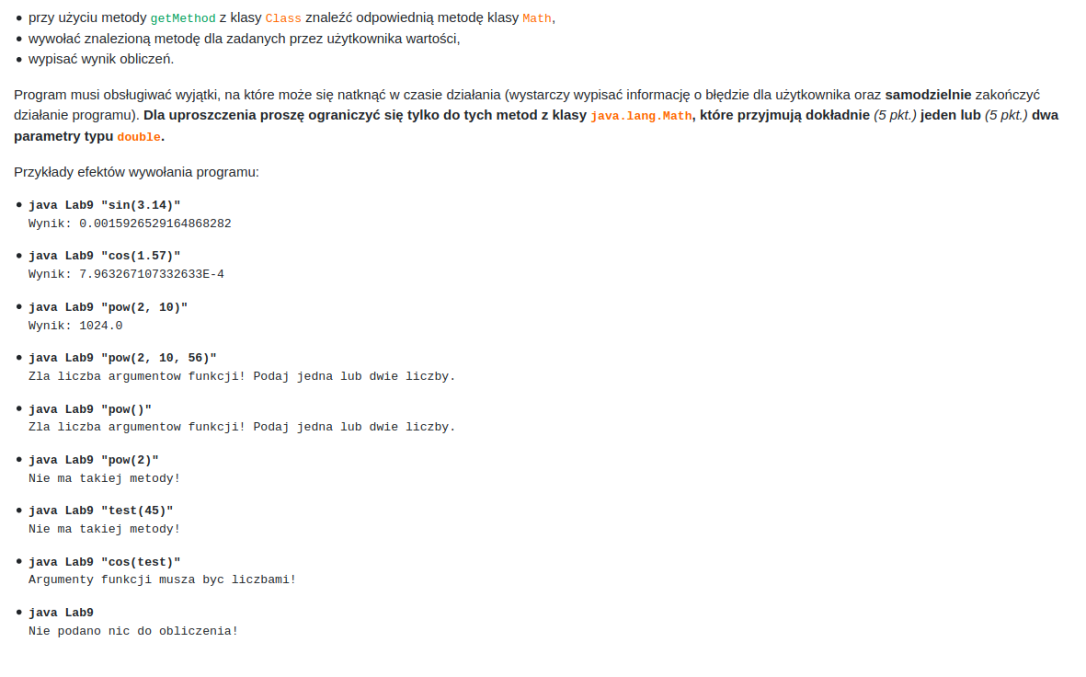 przy użyciu metody getMethod z klasy Class znaleźć odpowiednią metodę klasy Math,
wywołać znalezioną metodę dla zadanych przez użytkownika wartości,
wypisać wynik obliczeń.
Program musi obsługiwać wyjątki, na które może się natknąć w czasie działania (wystarczy wypisać informację o błędzie dla użytkownika oraz samodzielnie zakończyć
działanie programu). Dla uproszczenia proszę ograniczyć się tylko do tych metod z klasy java.lang.Math, które przyjmują dokładnie (5 pkt.) jeden lub (5 pkt.) dwa
parametry typu double.
Przykłady efektów wywołania programu:
java Lab9 "sin(3.14)"
Wynik: 0.0015926529164868282
java Lab9 "cos(1.57)"
Wynik: 7.963267107332633E-4
java Lab9 "pow(2, 10)"
Wynik: 1024.0
java Lab9 "pow(2, 10, 56)"
Zla liczba argumentow funkcji! Podaj jedna lub dwie liczby.
java Lab9 "pow()"
Zla liczba argumentow funkcji! Podaj jedna lub dwie liczby.
java Lab9 "pow(2)"
Nie ma takiej metody!
java Lab9 "test(45)"
Nie ma takiej metody!
java Lab9 "cos(test)"
Argumenty funkcji musza byc liczbami!
java Lab9
Nie podano nic do obliczenia!